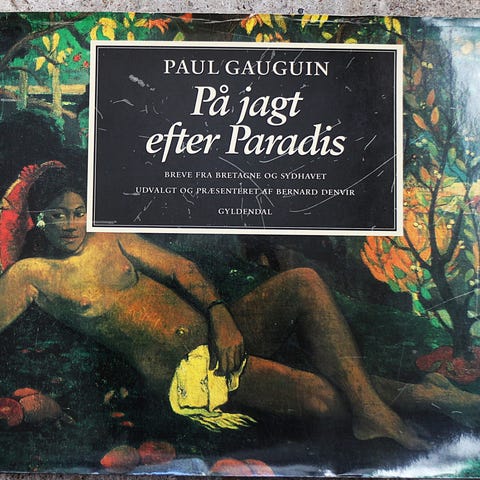 PAUL GAUGUIN
På jagt
efter Paradis
BREVE FRA BRETAGNE OG SYDHAVET
UDVALGT OG PRÆSENTERET AF BERNARD DENVIR
GYLDENDAL